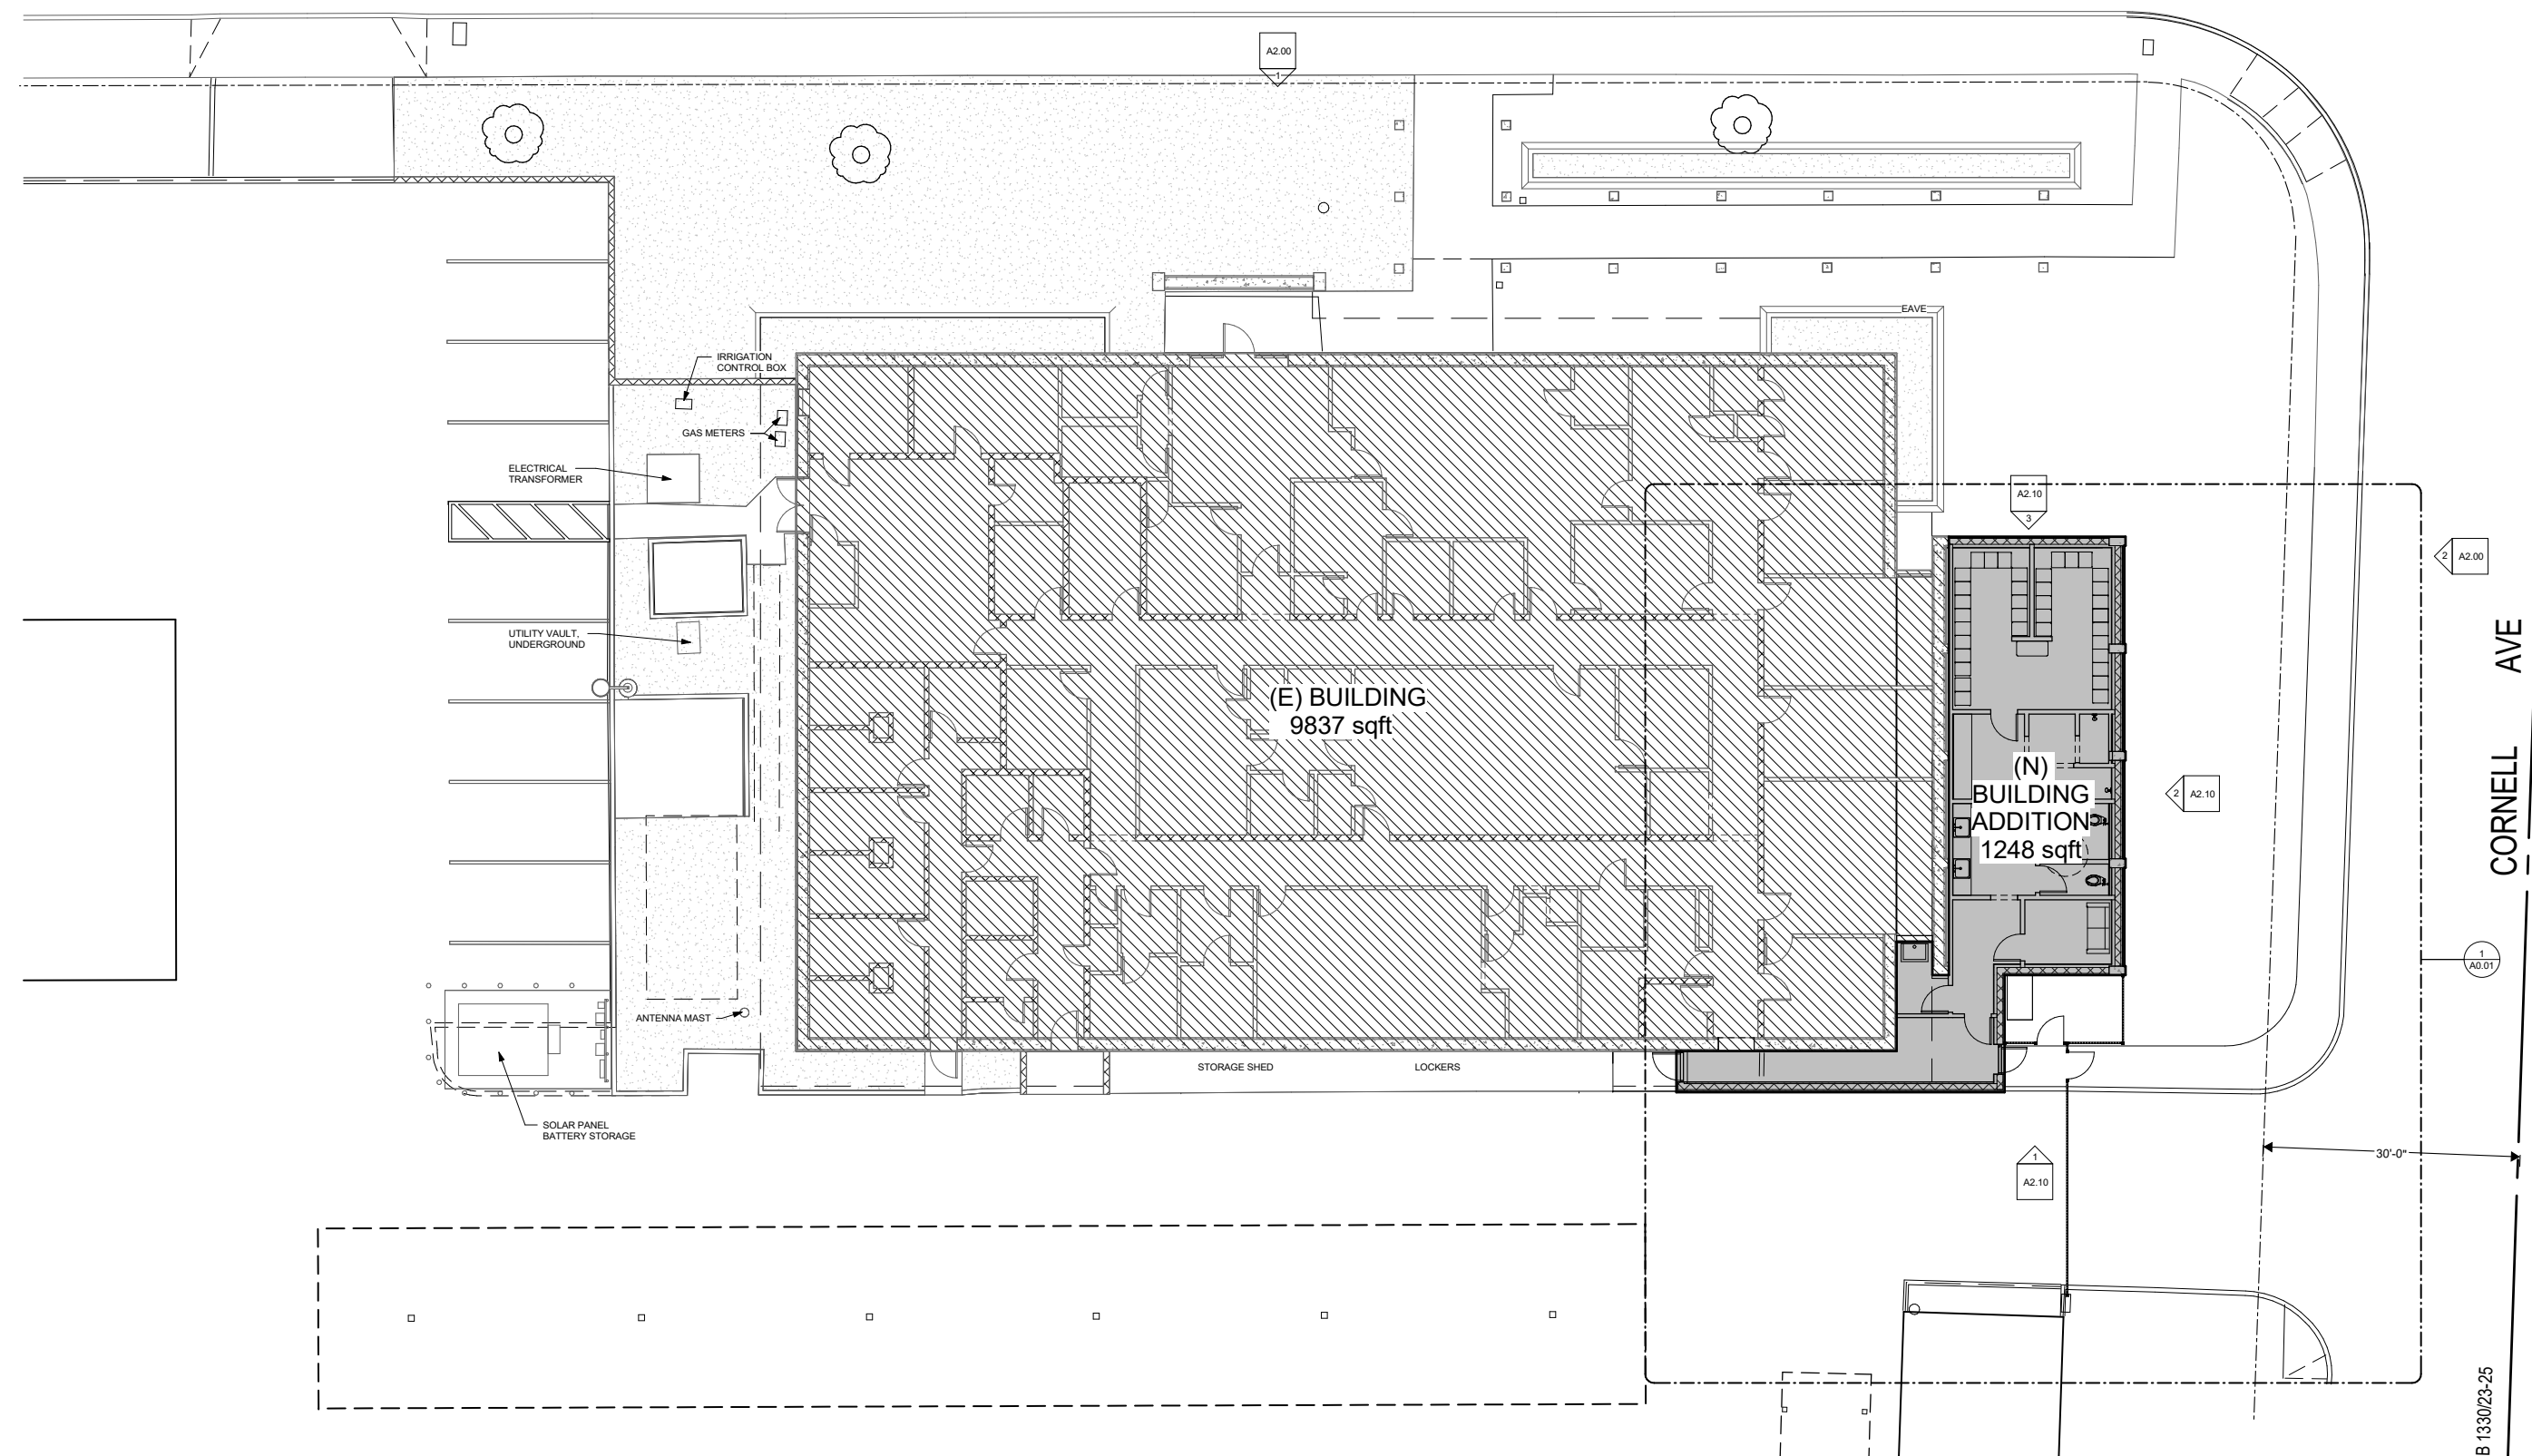 A2.00
1
EAVE
IRRIGATION
CONTROL BOX
GAS METERS
ELECTRICAL
TRANSFORMER
A2.10
3
2 A2.00
UTILITY VAULT,
UNDERGROUND
(E) BUILDING
9837 sqft
(N)
BUILDING
ADDITION
1248 sqft
2 A2.10
CORNELL AVE
1
A0.01
ANTENNA MAST
STORAGE SHED
LOCKERS
SOLAR PANEL
BATTERY STORAGE
30'-0"
1
A2.10
B 1330/23-25